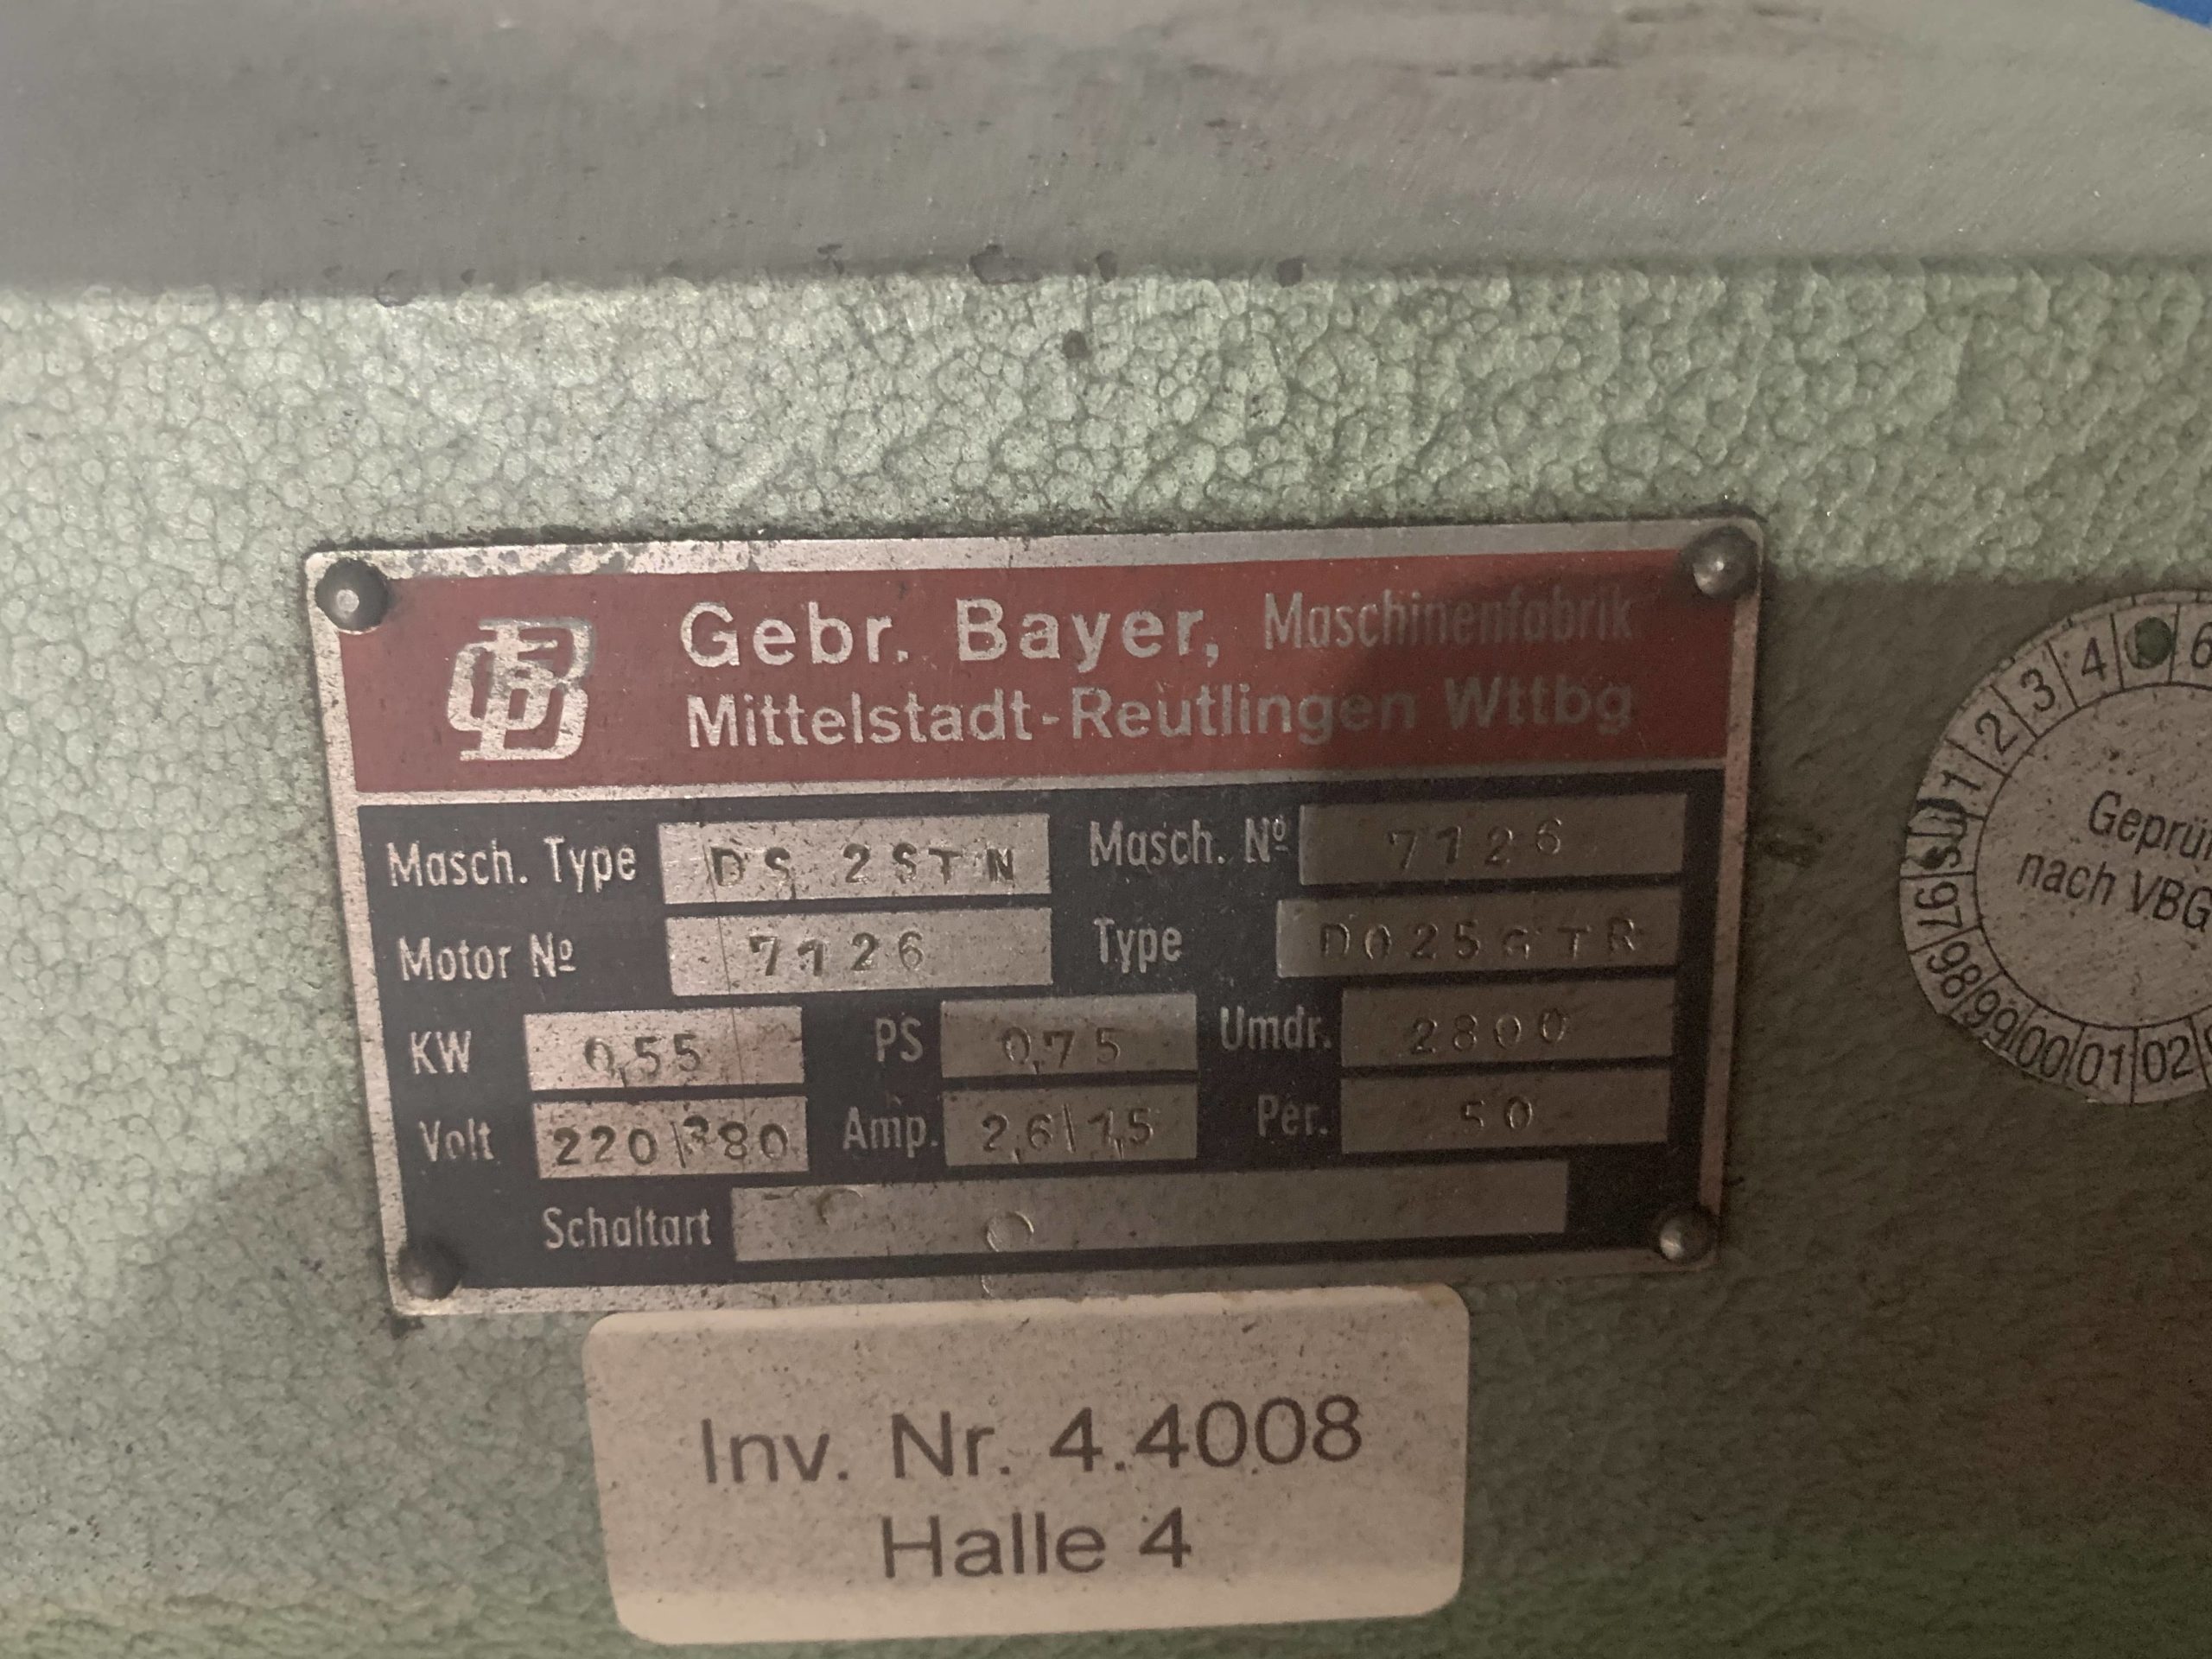 GB
Gebr. Bayer, Maschinenfabrik
Mittelstadt-Reutlingen Wttbg
Masch. Type DS 2STN Masch. Nº 7126
Motor Nº 7126 Type D025GTR
KW 0,55 PS 0,75 Umdr. 2800
Volt 220/380 Amp. 2,6/1,5 Per. 50
Schaltart
Inv. Nr. 4.4008
Halle 4
1 2 3 4 6
nach VBG
97 98 99 00 01 02